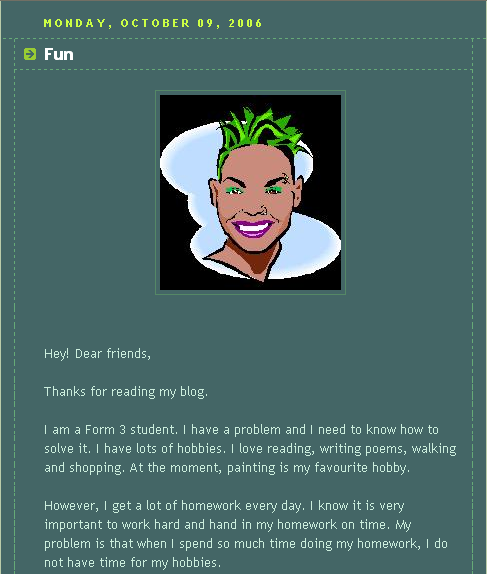 MONDAY, OCTOBER 09, 2006
Fun
Hey! Dear friends,
Thanks for reading my blog.
I am a Form 3 student. I have a problem and I need to know how to
solve it. I have lots of hobbies. I love reading, writing poems, walking
and shopping. At the moment, painting is my favourite hobby.
However, I get a lot of homework every day. I know it is very
important to work hard and hand in my homework on time. My
problem is that when I spend so much time doing my homework, I do
not have time for my hobbies.